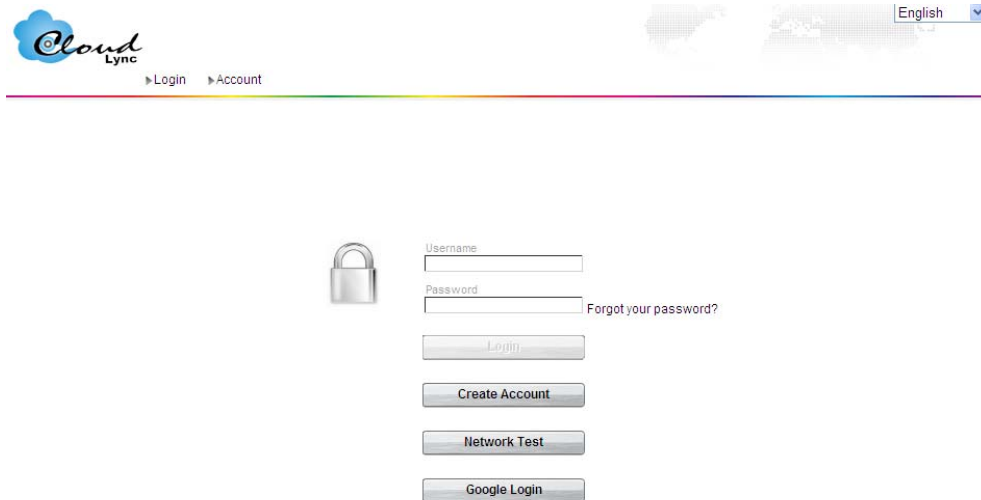 English
Cloud
Lync
Login Account
Username
Password
Forgot your password?
Login
Create Account
Network Test
Google Login